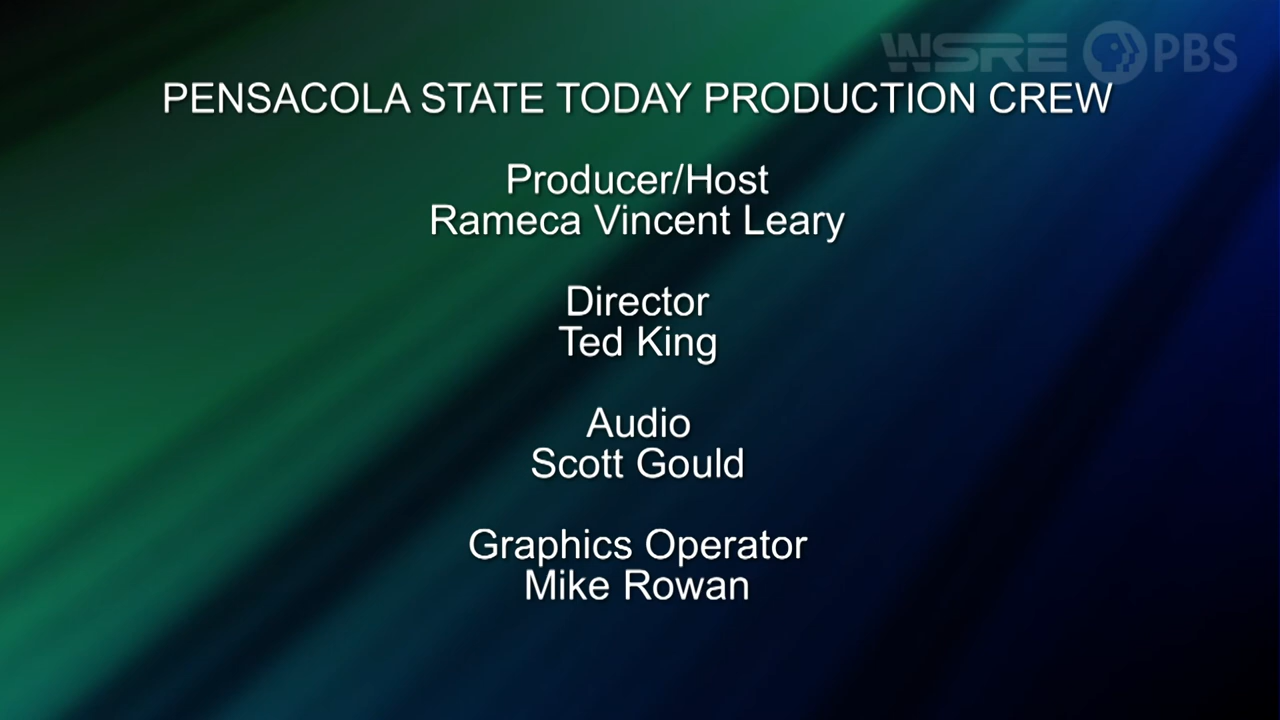 WSRE PBS
PENSACOLA STATE TODAY PRODUCTION CREW
Producer/Host
Rameca Vincent Leary
Director
Ted King
Audio
Scott Gould
Graphics Operator
Mike Rowan